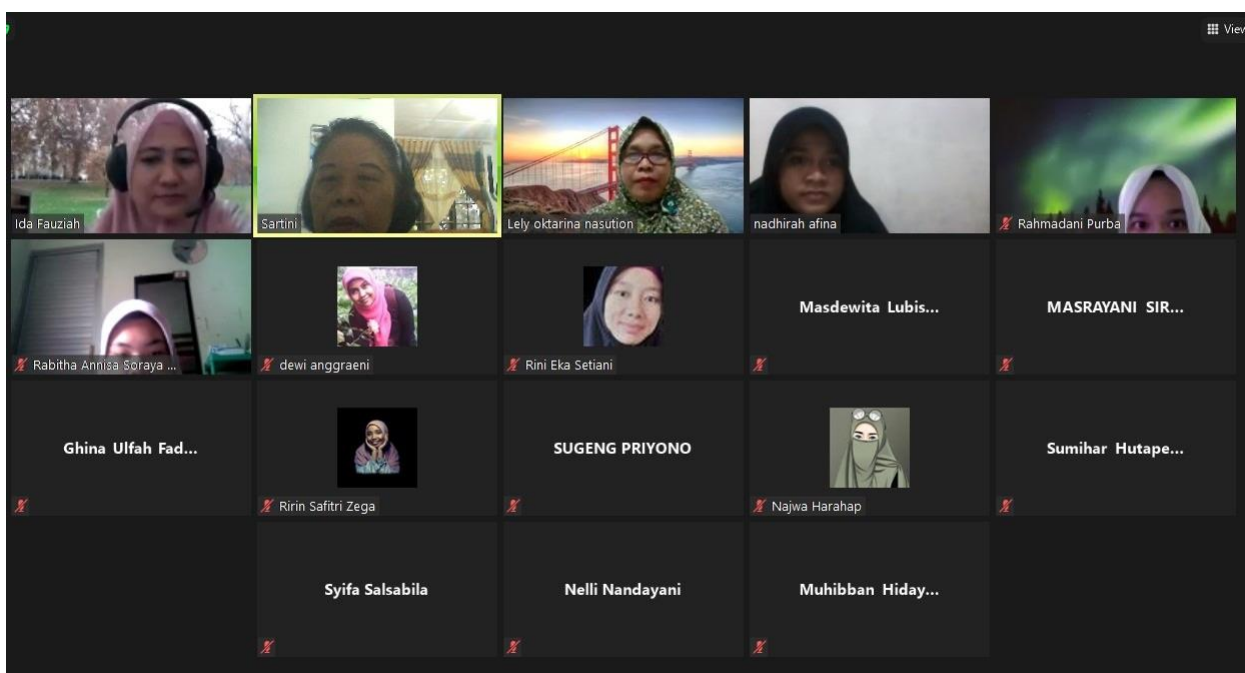 View
Ida Fauziah
Sartini
Lely oktarina nasution
nadhirah afina
Rahmadani Purba
Rabitha Annisa Soraya ...
dewi anggraeni
Rini Eka Setiani
Masdewita Lubis...
MASRAYANI SIR...
Ghina Ulfah Fad...
Ririn Safitri Zega
SUGENG PRIYONO
Najwa Harahap
Sumihar Hutape...
Syifa Salsabila
Nelli Nandayani
Muhibban Hiday...